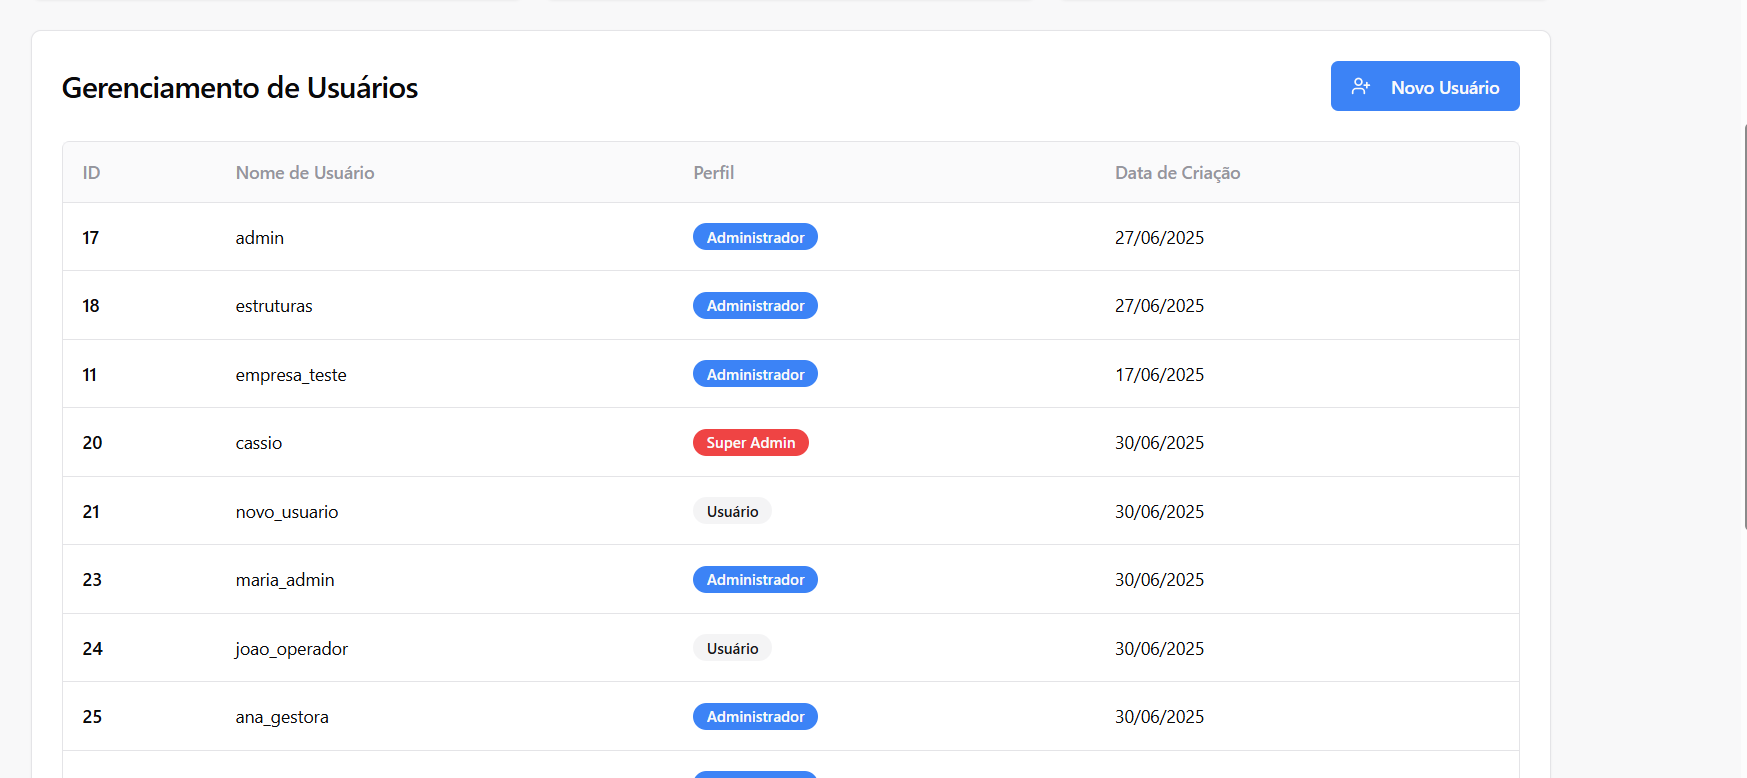 Gerenciamento de Usuários
Novo Usuário
ID Nome de Usuário Perfil Data de Criação
17 admin Administrador 27/06/2025
18 estruturas Administrador 27/06/2025
11 empresa_teste Administrador 17/06/2025
20 cassio Super Admin 30/06/2025
21 novo_usuario Usuário 30/06/2025
23 maria_admin Administrador 30/06/2025
24 joao_operador Usuário 30/06/2025
25 ana_gestora Administrador 30/06/2025